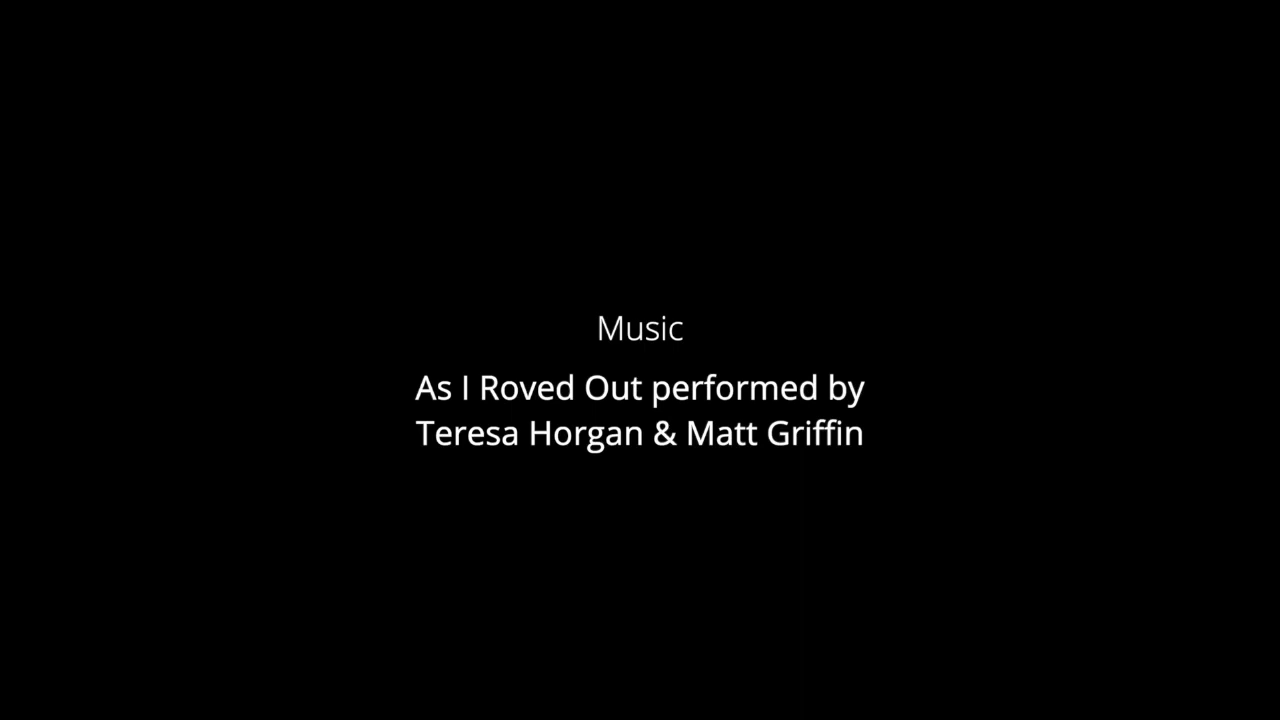 Music
As I Roved Out performed by
Teresa Horgan & Matt Griffin